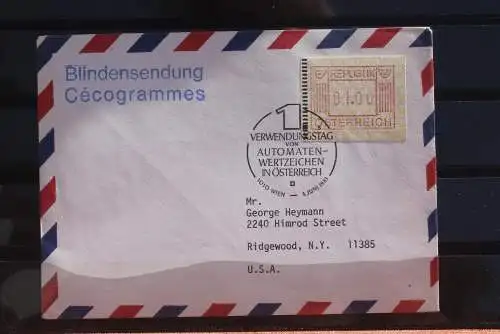 Blindensendung
Cécogrammes
REPUBLIK
01.00
ÖSTERREICH
1
VERWENDUNGSTAG
VON
AUTOMATEN-
WERTZEICHEN
IN ÖSTERREICH
1010 WIEN
Mr.
George Heymann
2240 Himrod Street
Ridgewood, N.Y. 11385
U.S.A.